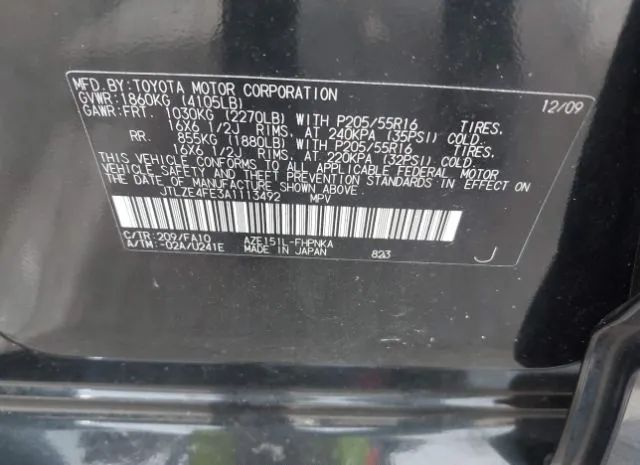 MFD. BY: TOYOTA MOTOR CORPORATION 12/09
GVWR: 1860KG (4105LB)
GAWR: FRT. 1030KG (2270LB) WITH P205/55R16 TIRES,
16X6 1/2J RIMS, AT 240KPA (35PSI) COLD.
RR. 855KG (1880LB) WITH P205/55R16 TIRES,
16X6 1/2J RIMS, AT 220KPA (32PSI) COLD.
THIS VEHICLE CONFORMS TO ALL APPLICABLE FEDERAL MOTOR
VEHICLE SAFETY AND THEFT PREVENTION STANDARDS IN EFFECT ON
THE DATE OF MANUFACTURE SHOWN ABOVE.
JTLZE4FE3A1113492 MPV
C/TR: 209/FA10 AZE151L-FHPNKA
A/TM: -02A/U241E MADE IN JAPAN 823 J